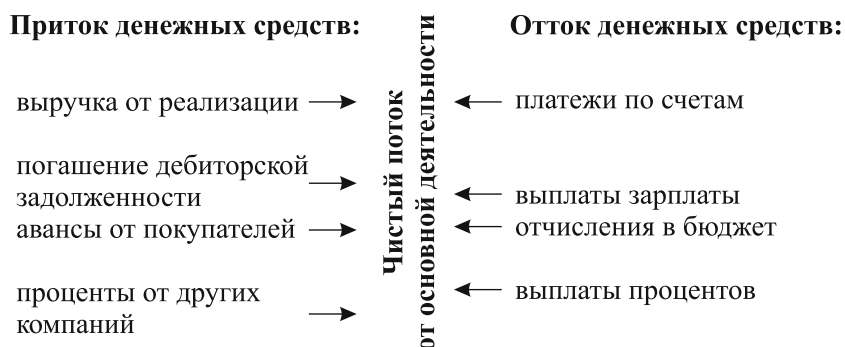 Приток денежных средств:
выручка от реализации
погашение дебиторской
задолженности
авансы от покупателей
проценты от других
компаний
Чистый поток
от основной деятельности
Отток денежных средств:
платежи по счетам
выплаты зарплаты
отчисления в бюджет
выплаты процентов